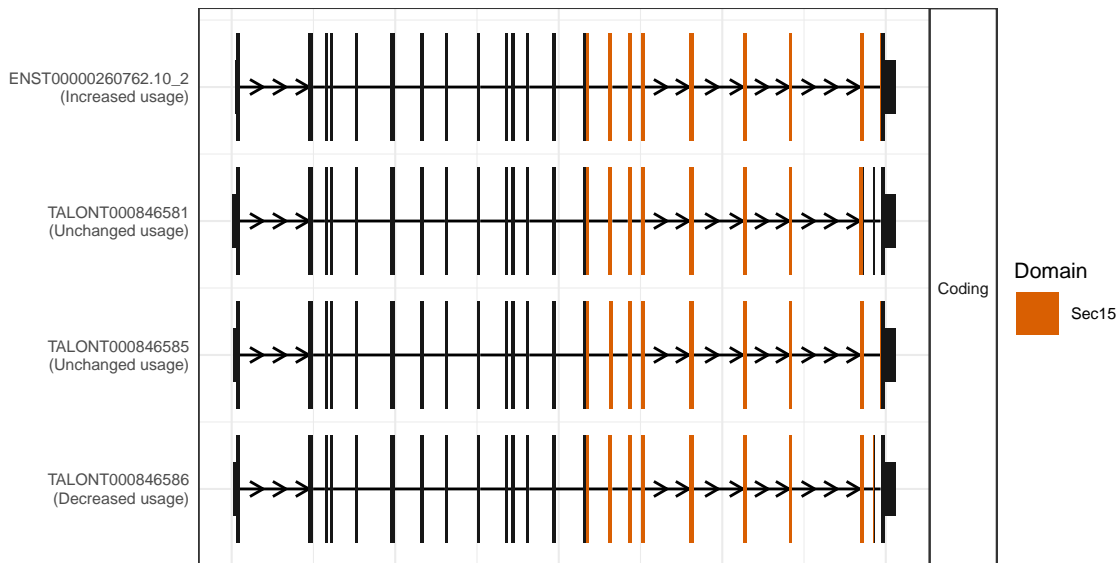 ENST00000260762.10_2
(Increased usage)
TALONT000846581
(Unchanged usage)
TALONT000846585
(Unchanged usage)
TALONT000846586
(Decreased usage)
Coding
Domain
Sec15